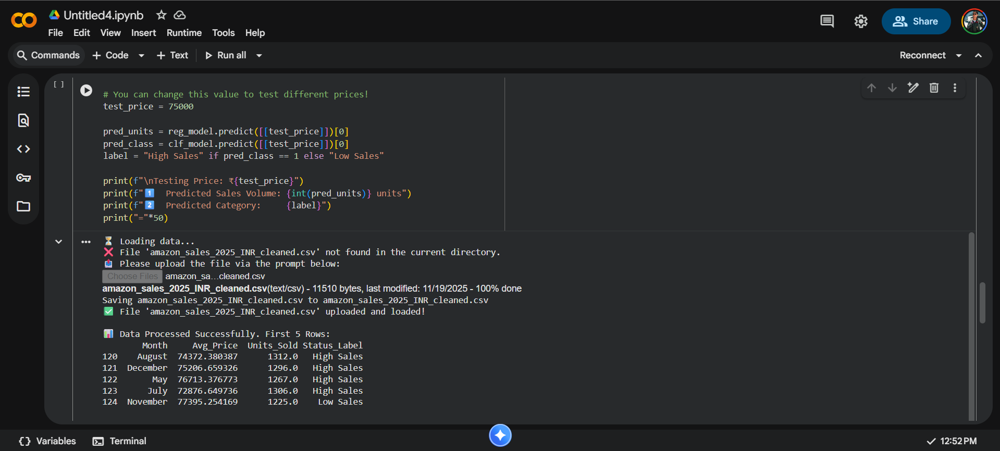 Untitled4.ipynb
File Edit View Insert Runtime Tools Help
Share
Commands + Code + Text Run all
Reconnect
[ ]
# You can change this value to test different prices!
test_price = 75000
pred_units = reg_model.predict([[test_price]])[0]
pred_class = clf_model.predict([[test_price]])[0]
label = "High Sales" if pred_class == 1 else "Low Sales"
print(f"\nTesting Price: ₹{test_price}")
print(f"1️⃣  Predicted Sales Volume: {int(pred_units)} units")
print(f"2️⃣  Predicted Category:     {label}")
print("="*50)
⏳ Loading data...
❌ File 'amazon_sales_2025_INR_cleaned.csv' not found in the current directory.
📤 Please upload the file via the prompt below:
Choose Files amazon_sa...cleaned.csv
amazon_sales_2025_INR_cleaned.csv(text/csv) - 11510 bytes, last modified: 11/19/2025 - 100% done
Saving amazon_sales_2025_INR_cleaned.csv to amazon_sales_2025_INR_cleaned.csv
✅ File 'amazon_sales_2025_INR_cleaned.csv' uploaded and loaded!
📊 Data Processed Successfully. First 5 Rows:
Month Avg_Price Units_Sold Status_Label
120 August 74372.380387 1312.0 High Sales
121 December 75206.659326 1296.0 High Sales
122 May 76713.376773 1267.0 High Sales
123 July 72876.649736 1306.0 High Sales
124 November 77395.254169 1225.0 Low Sales
Variables Terminal
12:52 PM